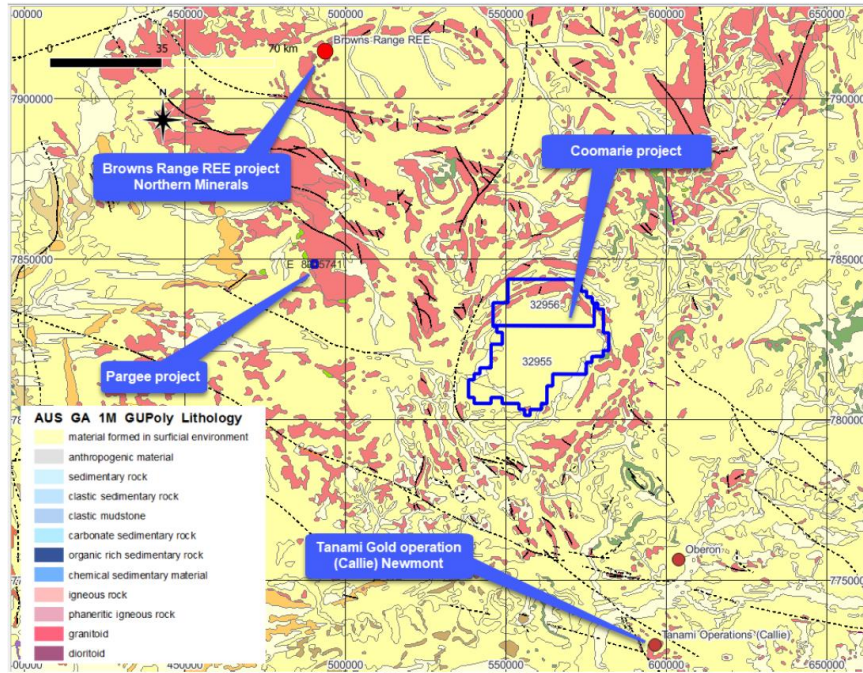 00000
450000
500000
550000
600000
650000
0
35
70 km
Browns Range REE
7900000
N
Browns Range REE project
Northern Minerals
Coomarie project
7850000
32956
Pargee project
32955
AUS GA 1M GUPoly Lithology
material formed in surficial environment
anthropogenic material
sedimentary rock
clastic sedimentary rock
clastic mudstone
carbonate sedimentary rock
organic rich sedimentary rock
chemical sedimentary material
igneous rock
phaneritic igneous rock
granitoid
dioritoid
7800000
7800000
Tanami Gold operation
(Callie) Newmont
Oberon
7750000
Tanami Operations (Callie)
00000
450000
500000
550000
600000
650000